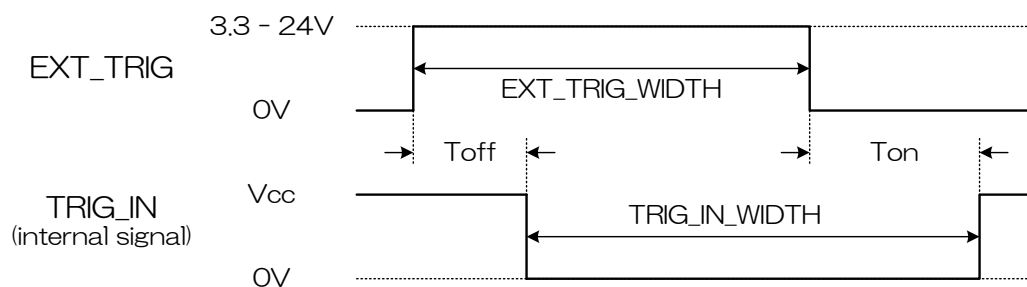 3.3 - 24V
EXT_TRIG
EXT_TRIG_WIDTH
0V
Toff
Ton
Vcc
TRIG_IN
(internal signal)
TRIG_IN_WIDTH
0V